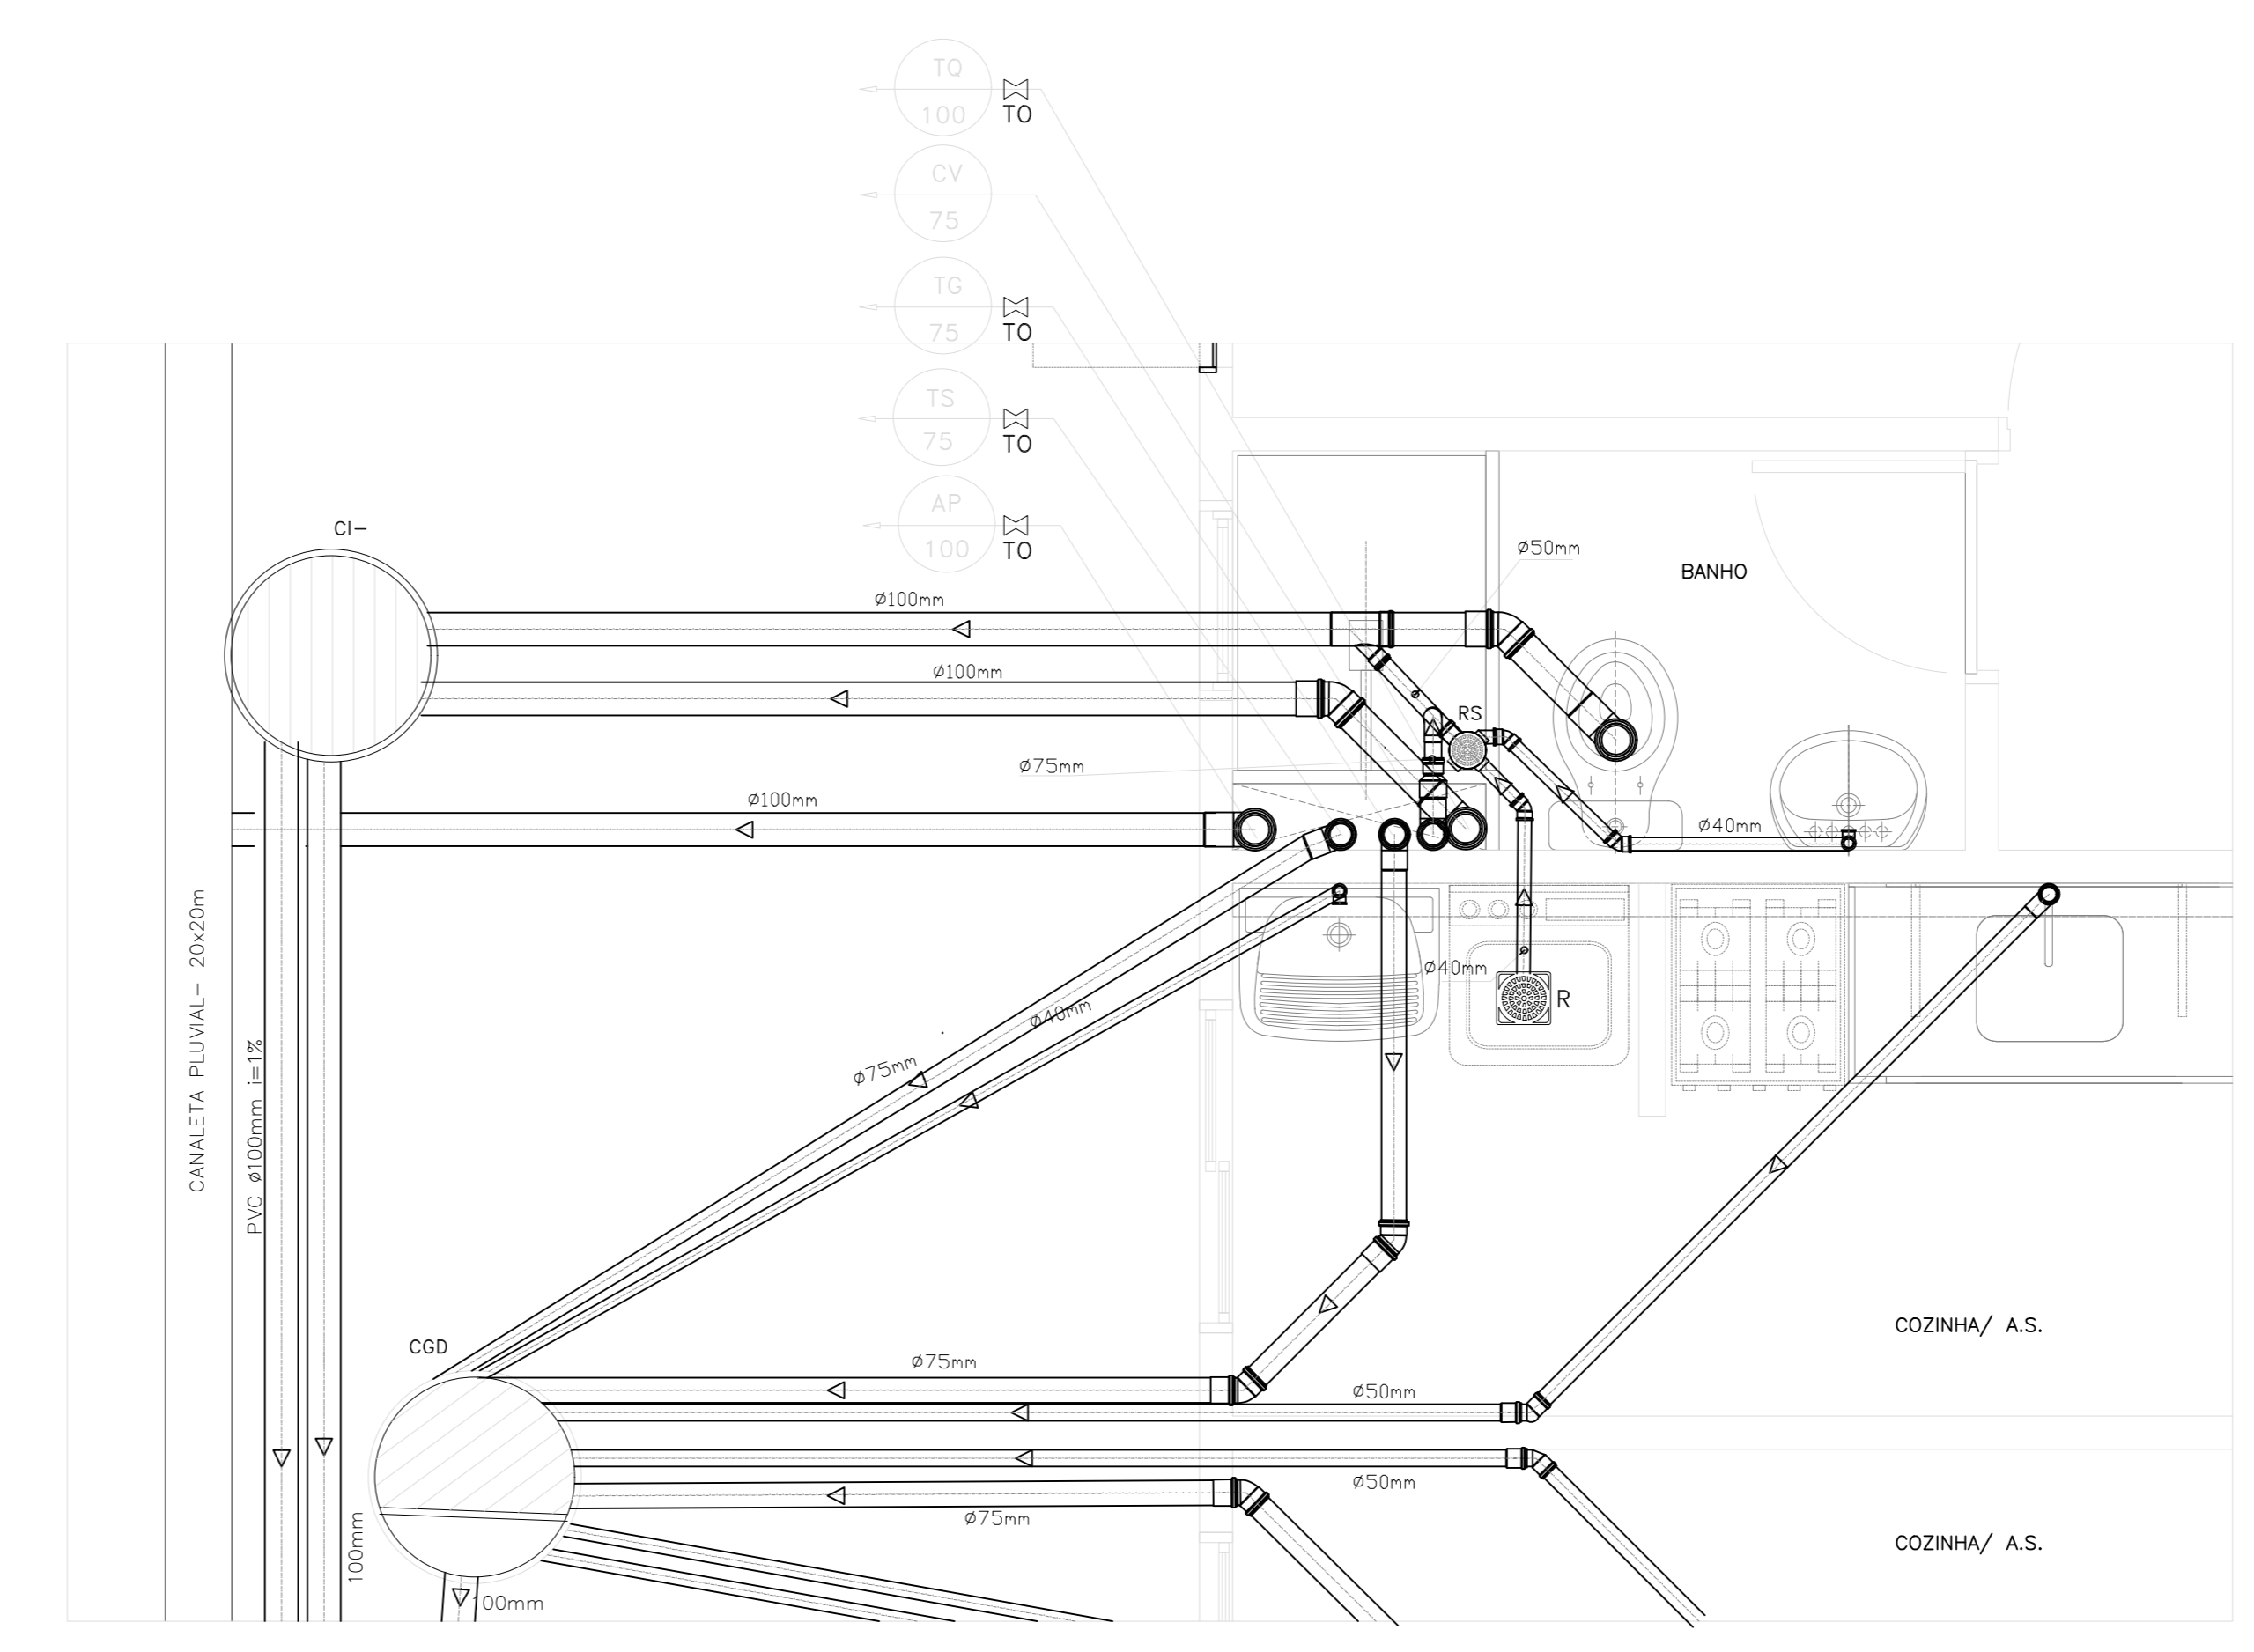 TQ
100
TO
CV
75
TG
75
TO
TS
75
TO
AP
100
TO
CI-
Ø50mm
BANHO
Ø100mm
Ø100mm
RS
Ø75mm
Ø100mm
Ø40mm
CANALETA PLUVIAL- 20x20m
PVC Ø100mm i=1%
Ø40mm
R
Ø40mm
Ø75mm
COZINHA/ A.S.
CGD
Ø75mm
Ø50mm
Ø50mm
Ø75mm
COZINHA/ A.S.
100mm
00mm